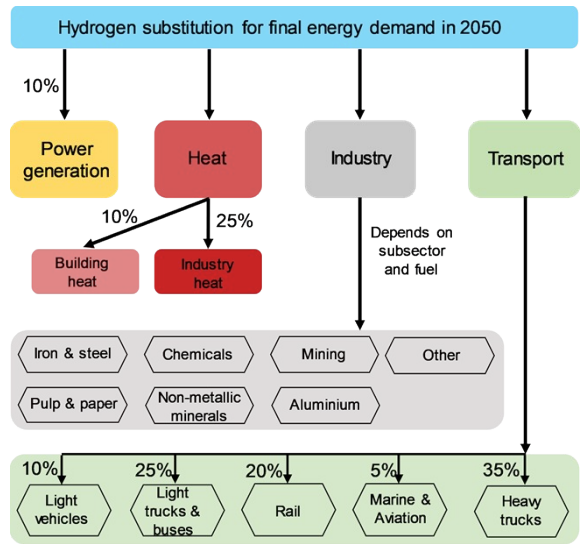 Hydrogen substitution for final energy demand in 2050
10%
Power
generation
Heat
Industry
Transport
10%
25%
Building
heat
Industry
heat
Depends on
subsector
and fuel
Iron & steel
Chemicals
Mining
Other
Pulp & paper
Non-metallic
minerals
Aluminium
10%
25%
20%
5%
35%
Light
vehicles
Light
trucks &
buses
Rail
Marine &
Aviation
Heavy
trucks